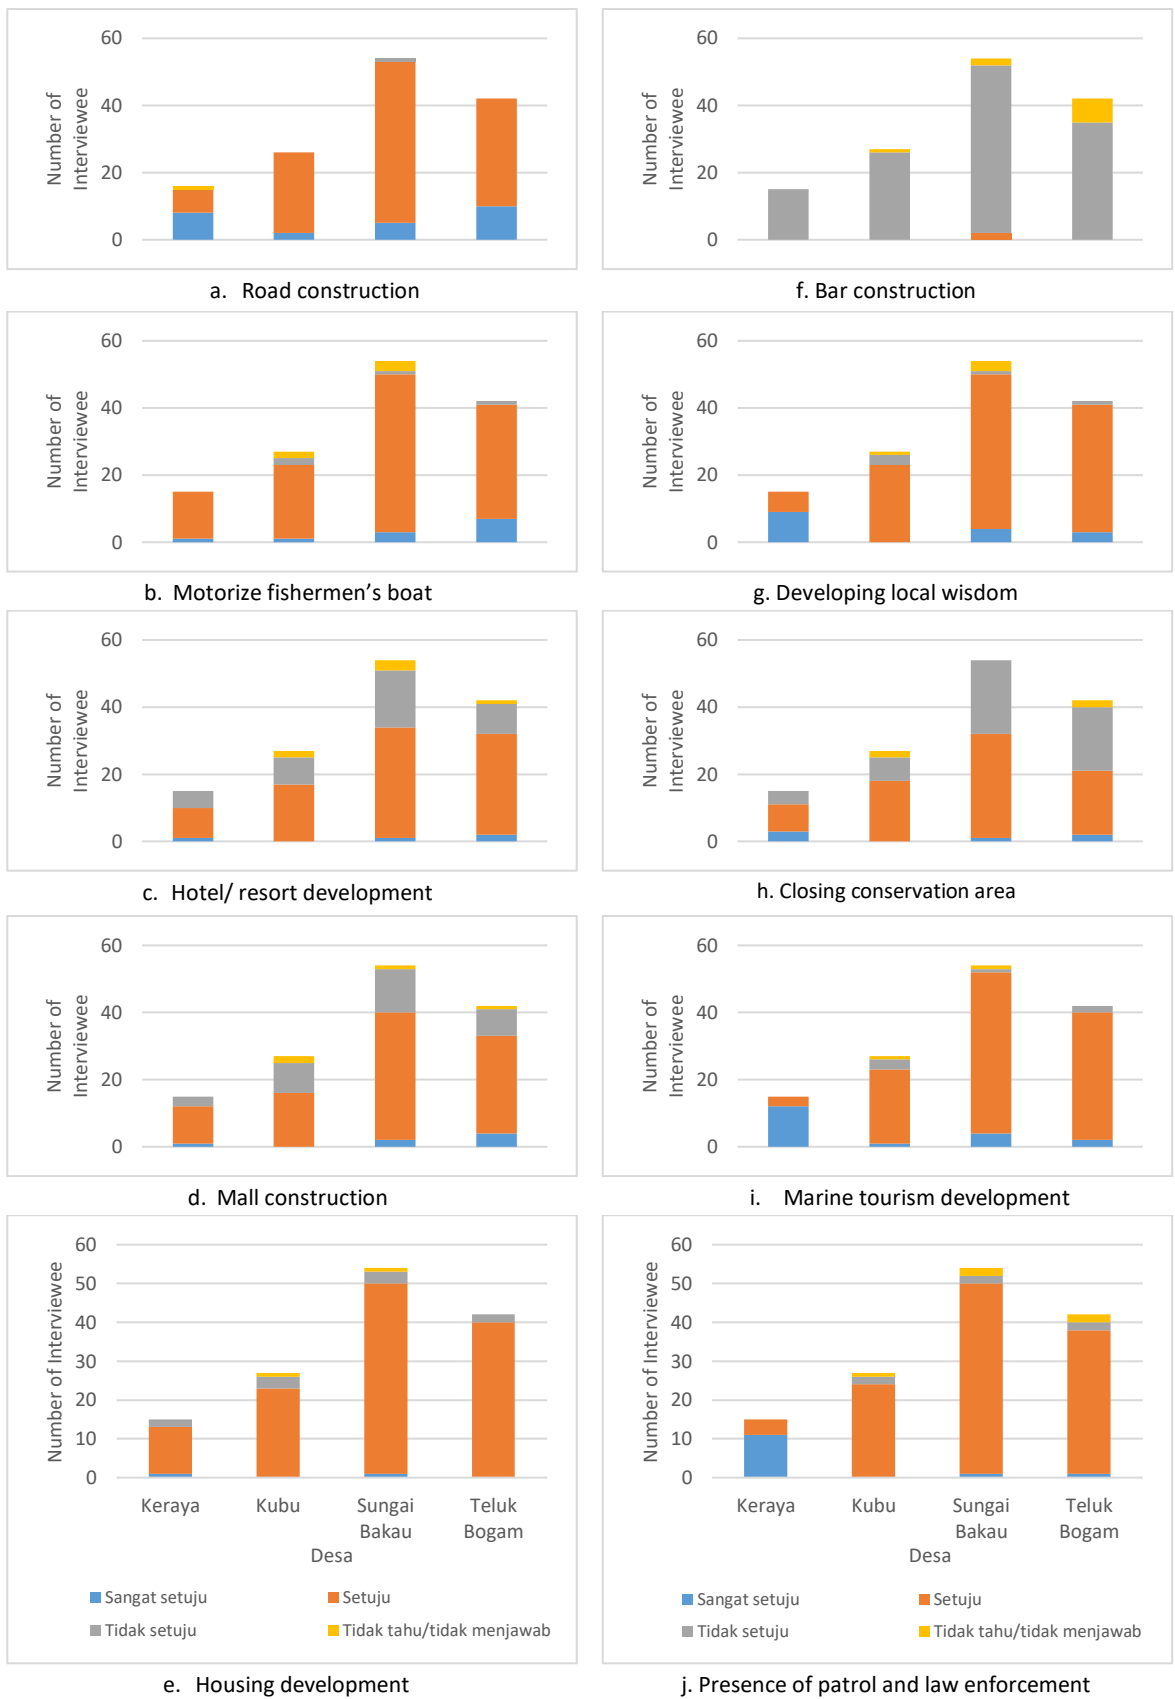 60
40
20
0
Number of
Interviewee
a. Road construction
60
40
20
0
Number of
Interviewee
f. Bar construction
60
40
20
0
Number of
Interviewee
b. Motorize fishermen’s boat
60
40
20
0
Number of
Interviewee
g. Developing local wisdom
60
40
20
0
Number of
Interviewee
c. Hotel/ resort development
60
40
20
0
Number of
Interviewee
h. Closing conservation area
60
40
20
0
Number of
Interviewee
d. Mall construction
60
40
20
0
Number of
Interviewee
i. Marine tourism development
60
50
40
30
20
10
0
Number of Interviewee
Keraya Kubu Sungai Bakau Teluk Bogam
Desa
Sangat setuju Setuju
Tidak setuju Tidak tahu/tidak menjawab
e. Housing development
60
50
40
30
20
10
0
Number of Interviewee
Keraya Kubu Sungai Bakau Teluk Bogam
Desa
Sangat setuju Setuju
Tidak setuju Tidak tahu/tidak menjawab
j. Presence of patrol and law enforcement